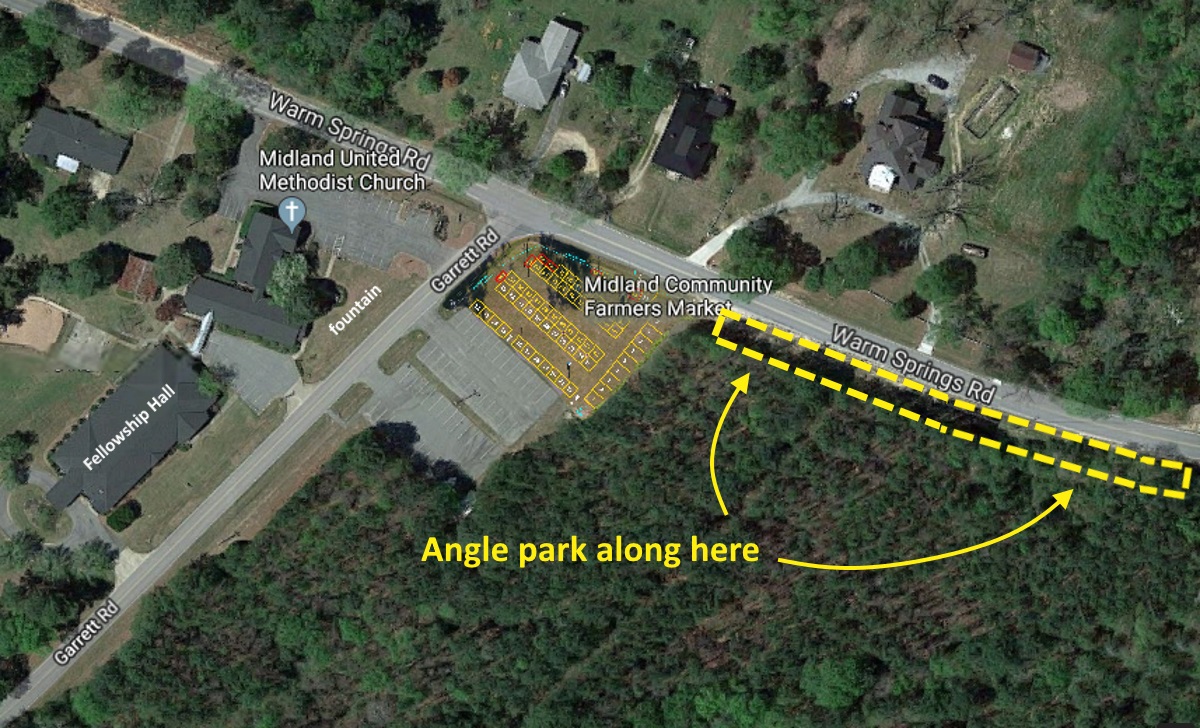 Warm Springs Rd
Midland United
Methodist Church
Garrett Rd
fountain
Midland Community
Farmers Market
Warm Springs Rd
Fellowship Hall
Angle park along here
Garrett Rd